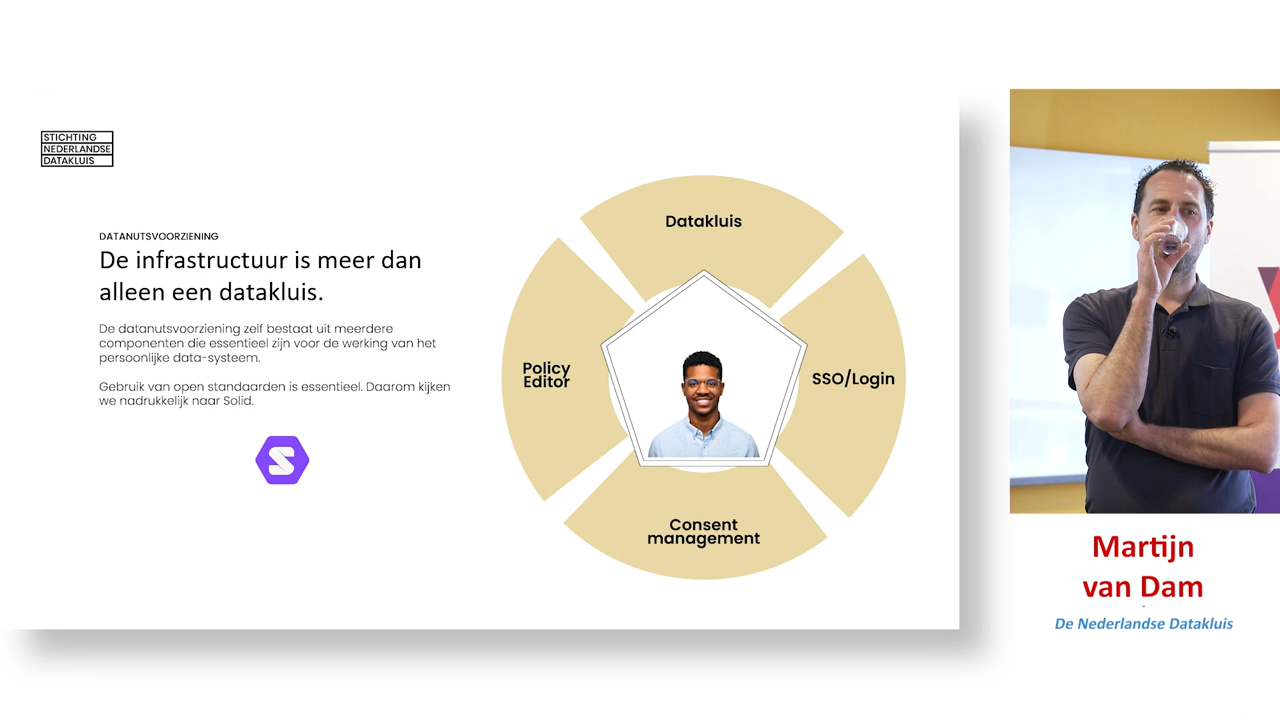 STICHTING
NEDERLANDSE
DATAKLUIS
DATANUTSVOORZIENING
De infrastructuur is meer dan
alleen een datakluis.
De datanutsvoorziening zelf bestaat uit meerdere
componenten die essentieel zijn voor de werking van het
persoonlijke data-systeem.
Gebruik van open standaarden is essentieel. Daarom kijken
we nadrukkelijk naar Solid.
Datakluis
Policy
Editor
SSO/Login
Consent
management
Martijn
van Dam
De Nederlandse Datakluis